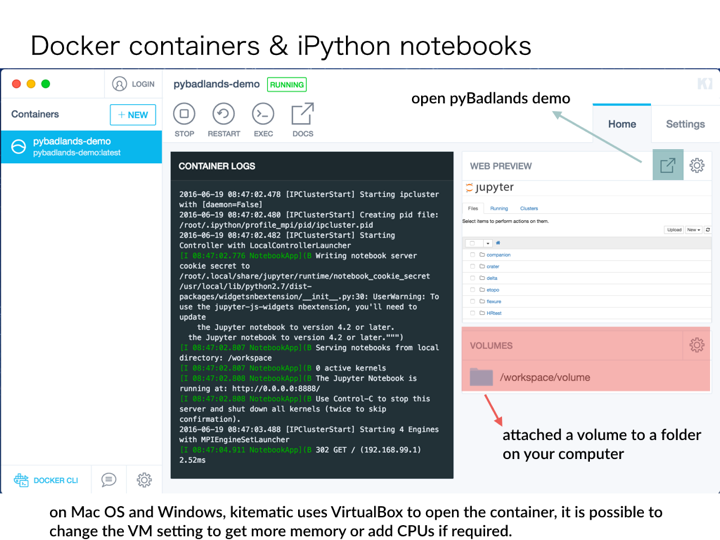 Docker containers & iPython notebooks
LOGIN
pybadlands-demo RUNNING
open pyBadlands demo
Containers
+ NEW
STOP RESTART EXEC DOCS
Home Settings
pybadlands-demo
pybadlands-demo:latest
CONTAINER LOGS
2016-06-19 08:47:02.478 [IPClusterStart] Starting ipcluster
with [daemon=False]
2016-06-19 08:47:02.480 [IPClusterStart] Creating pid file:
/root/.ipython/profile_mpi/pid/ipcluster.pid
2016-06-19 08:47:02.482 [IPClusterStart] Starting
Controller with LocalControllerLauncher
[I 08:47:02.776 NotebookApp](B Writing notebook server
cookie secret to
/root/.local/share/jupyter/runtime/notebook_cookie_secret
/usr/local/lib/python2.7/dist-
packages/widgetsnbextension/__init__.py:30: UserWarning: To
use the jupyter-js-widgets nbextension, you'll need to
update
the Jupyter notebook to version 4.2 or later.
the Jupyter notebook to version 4.2 or later.""")
[I 08:47:02.807 NotebookApp](B Serving notebooks from local
directory: /workspace
[I 08:47:02.807 NotebookApp](B 0 active kernels
[I 08:47:02.808 NotebookApp](B The Jupyter Notebook is
running at: http://0.0.0.0:8888/
[I 08:47:02.808 NotebookApp](B Use Control-C to stop this
server and shut down all kernels (twice to skip
confirmation).
2016-06-19 08:47:03.488 [IPClusterStart] Starting 4 Engines
with MPIEngineSetLauncher
[I 08:47:04.911 NotebookApp](B 302 GET / (192.168.99.1)
2.52ms
WEB PREVIEW
jupyter
Files Running Clusters
Select items to perform actions on them.
Upload New
companion
crater
delta
etopo
flexure
HPtest
VOLUMES
/workspace/volume
attached a volume to a folder
on your computer
DOCKER CLI
on Mac OS and Windows, kitematic uses VirtualBox to open the container, it is possible to
change the VM setting to get more memory or add CPUs if required.